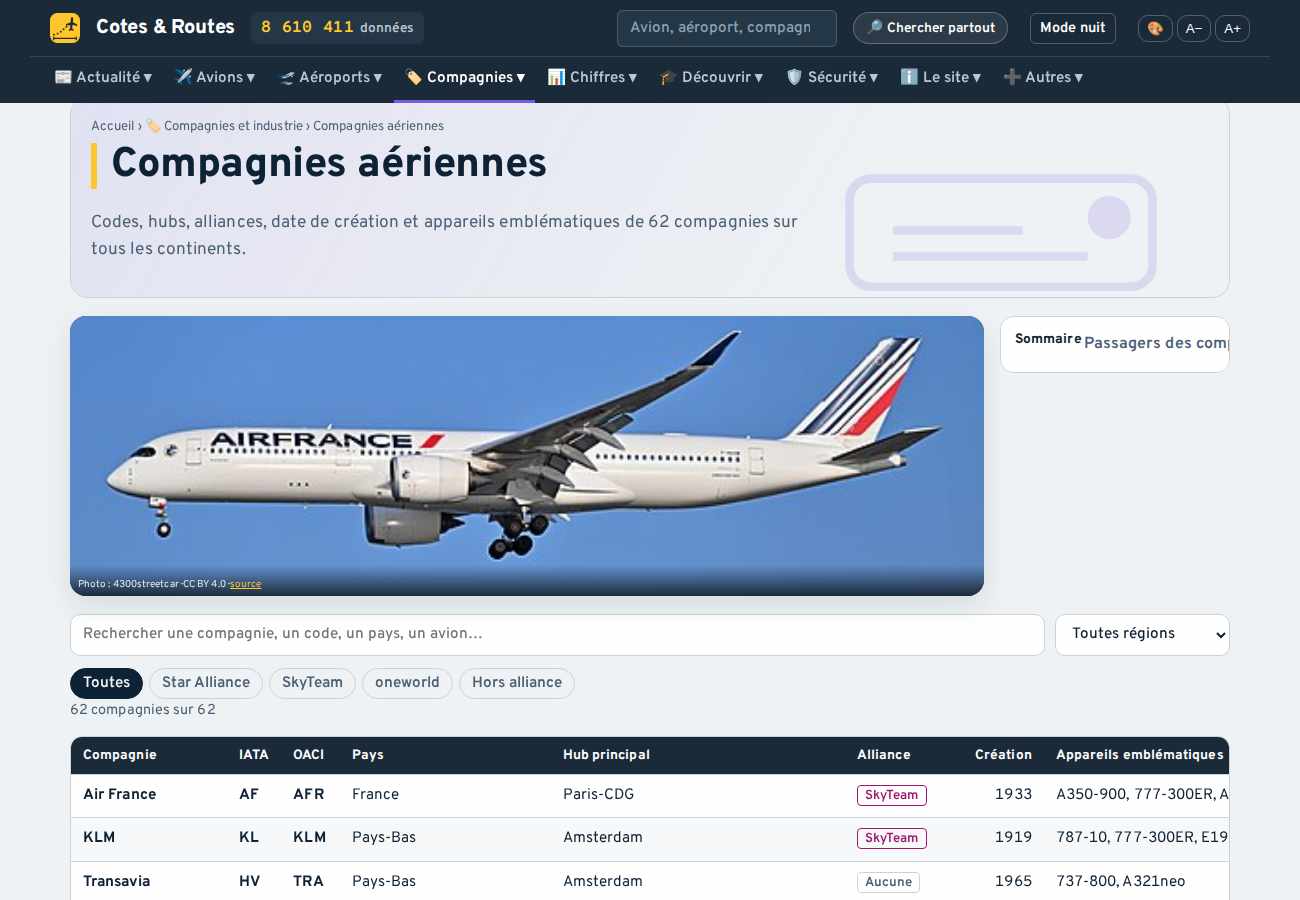 Cotes & Routes
8 610 411 données
Avion, aéroport, compagn
🔎 Chercher partout
Mode nuit
🎨
A−
A+
📰 Actualité ▾
✈️ Avions ▾
🛫 Aéroports ▾
🏷️ Compagnies ▾
📊 Chiffres ▾
🎓 Découvrir ▾
🛡️ Sécurité ▾
ℹ️ Le site ▾
➕ Autres ▾
Accueil › 🏷️ Compagnies et industrie › Compagnies aériennes
Compagnies aériennes
Codes, hubs, alliances, date de création et appareils emblématiques de 62 compagnies sur
tous les continents.
AIRFRANCE
Photo : 4300streetcar · CC BY 4.0 · source
Sommaire Passagers des comp
Rechercher une compagnie, un code, un pays, un avion…
Toutes régions
Toutes
Star Alliance
SkyTeam
oneworld
Hors alliance
62 compagnies sur 62
Compagnie IATA OACI Pays Hub principal Alliance Création Appareils emblématiques
Air France AF AFR France Paris-CDG SkyTeam 1933 A350-900, 777-300ER, A
KLM KL KLM Pays-Bas Amsterdam SkyTeam 1919 787-10, 777-300ER, E19
Transavia HV TRA Pays-Bas Amsterdam Aucune 1965 737-800, A321neo